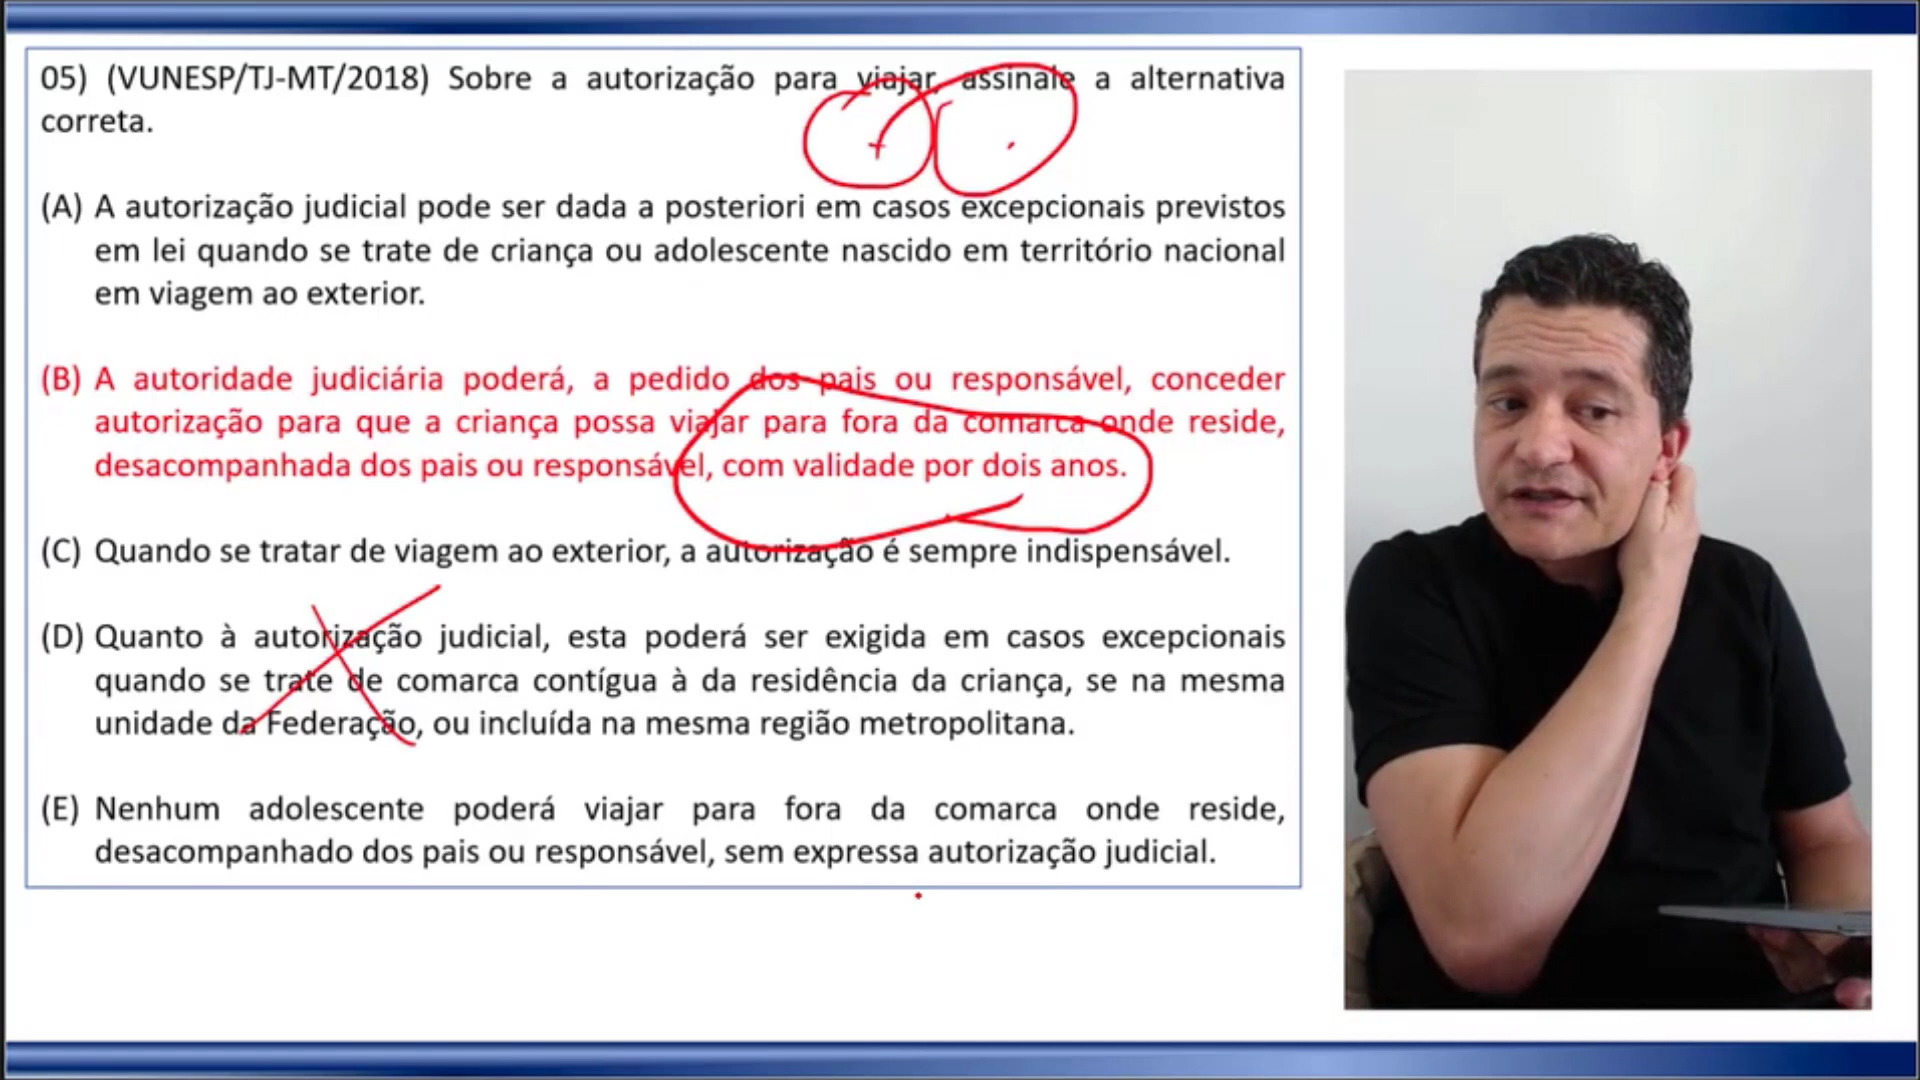 05) (VUNESP/TJ-MT/2018) Sobre a autorização para viajar, assinale a alternativa
correta.
(A) A autorização judicial pode ser dada a posteriori em casos excepcionais previstos
em lei quando se trate de criança ou adolescente nascido em território nacional
em viagem ao exterior.
(B) A autoridade judiciária poderá, a pedido dos pais ou responsável, conceder
autorização para que a criança possa viajar para fora da comarca onde reside,
desacompanhada dos pais ou responsável, com validade por dois anos.
(C) Quando se tratar de viagem ao exterior, a autorização é sempre indispensável.
(D) Quanto à autorização judicial, esta poderá ser exigida em casos excepcionais
quando se trate de comarca contígua à da residência da criança, se na mesma
unidade da Federação, ou incluída na mesma região metropolitana.
(E) Nenhum adolescente poderá viajar para fora da comarca onde reside,
desacompanhado dos pais ou responsável, sem expressa autorização judicial.